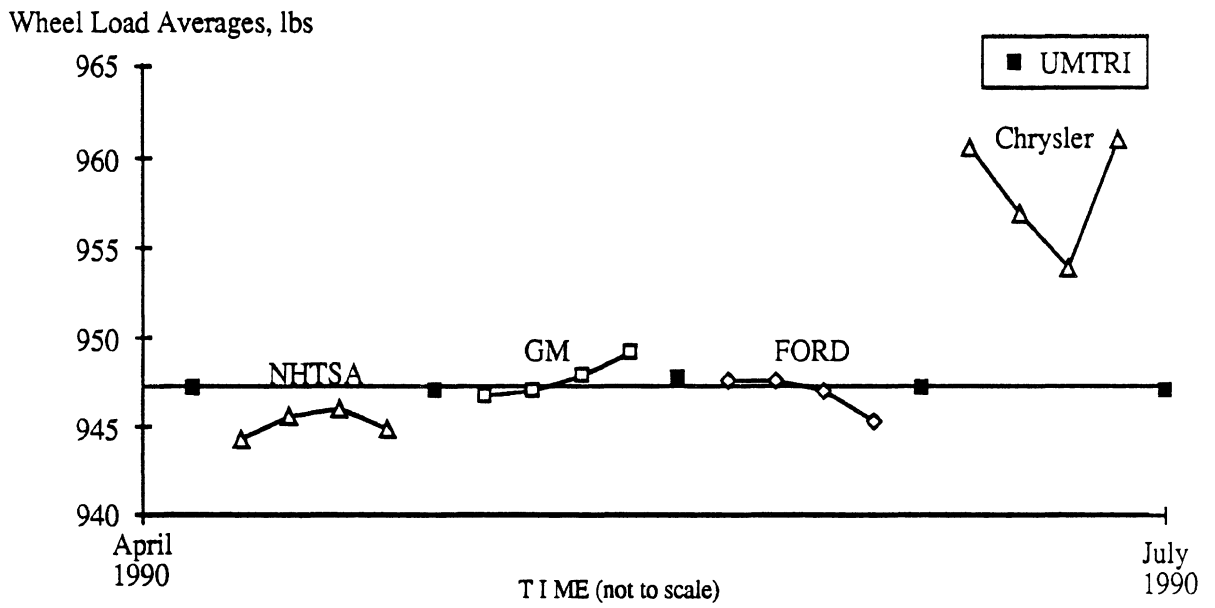 Wheel Load Averages, lbs
965
UMTRI
960
Chrysler
955
950
GM
FORD
NHTSA
945
940
April
1990
July
1990
T I ME (not to scale)